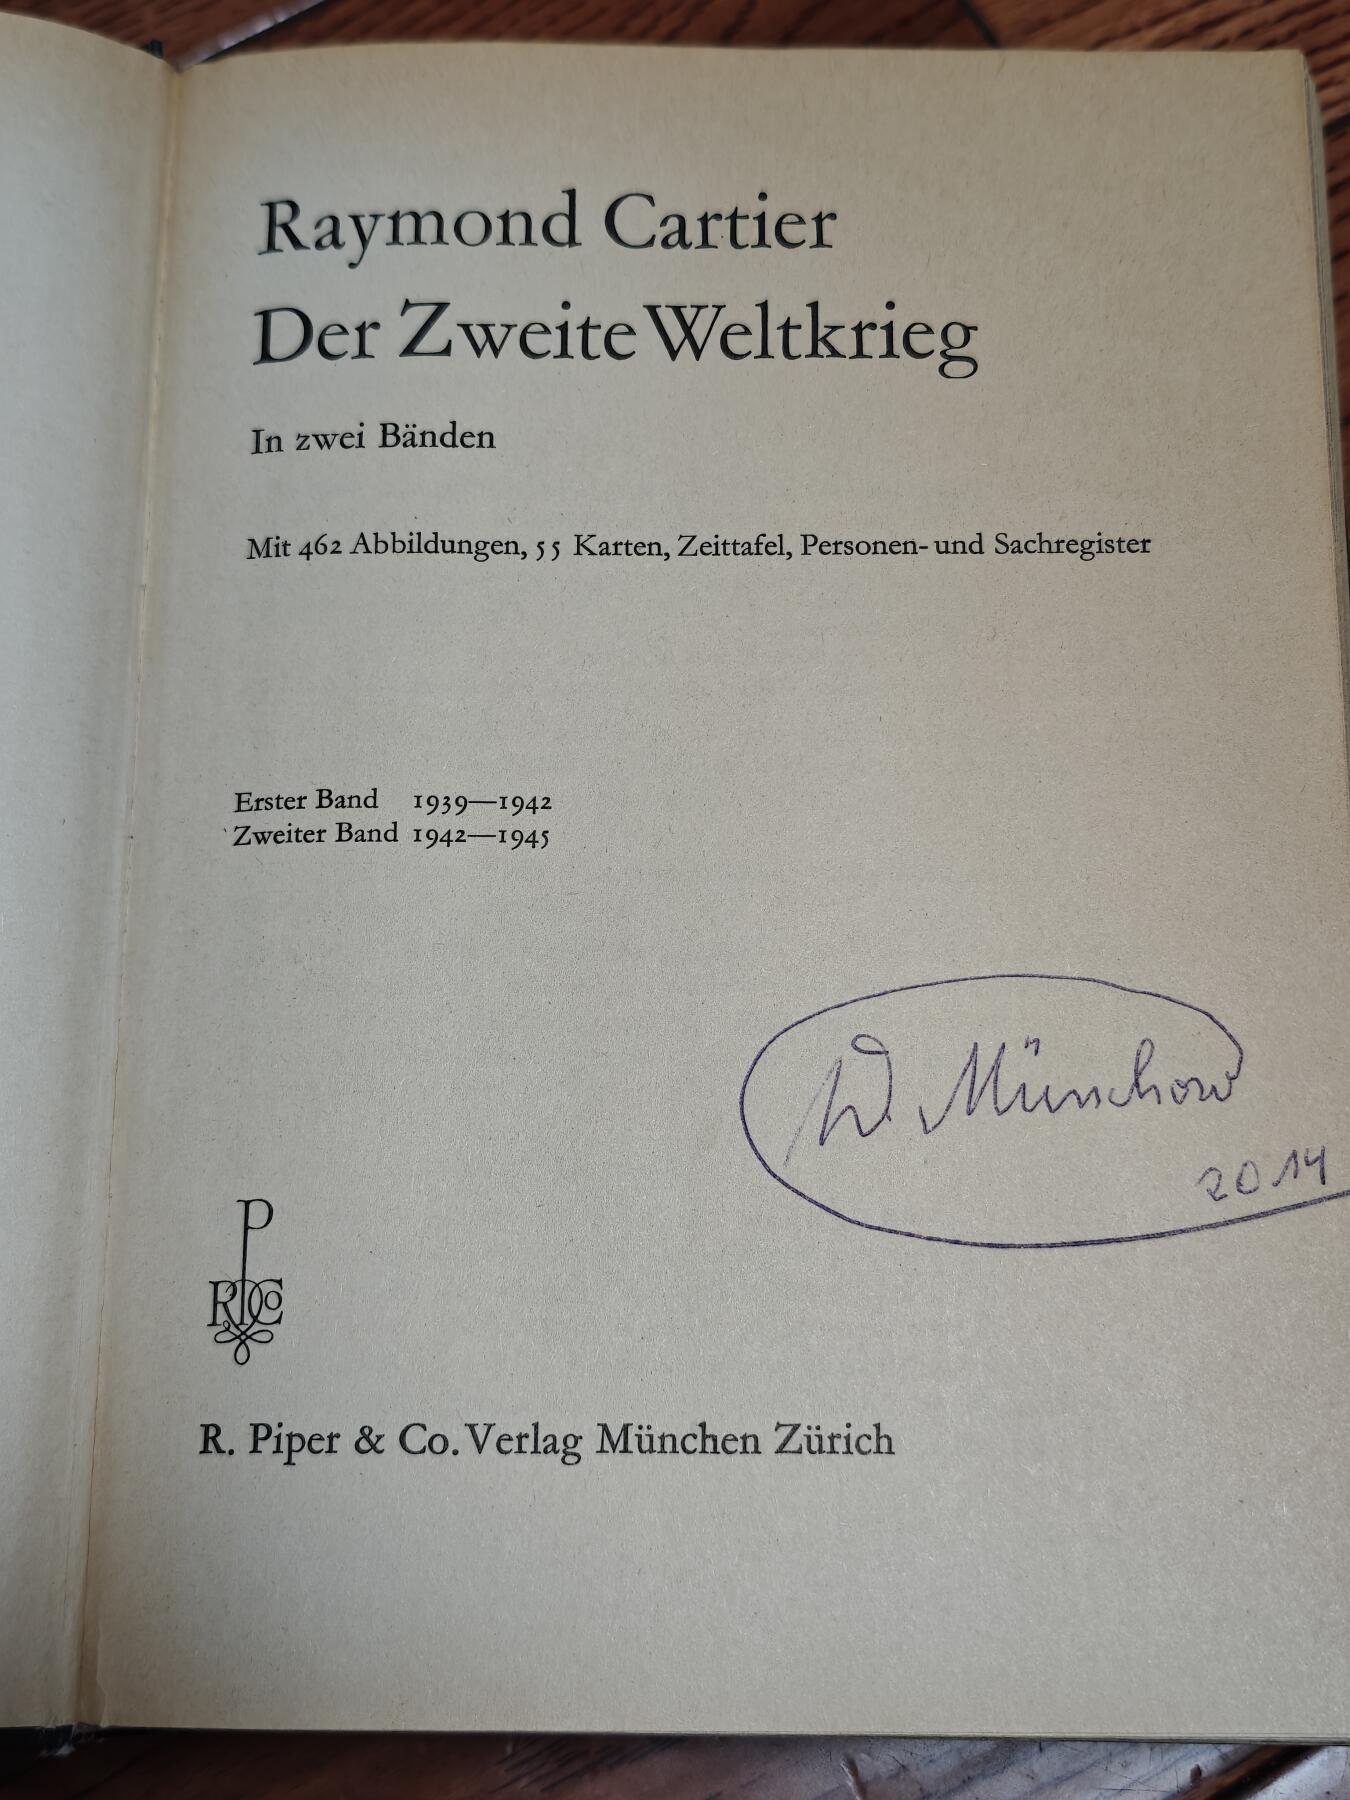 Raymond Cartier
Der Zweite Weltkrieg
In zwei Bänden
Mit 462 Abbildungen, 55 Karten, Zeittafel, Personen- und Sachregister
Erster Band 1939—1942
Zweiter Band 1942—1945
W. Münchow
2014
P
R P Co
R. Piper & Co. Verlag München Zürich